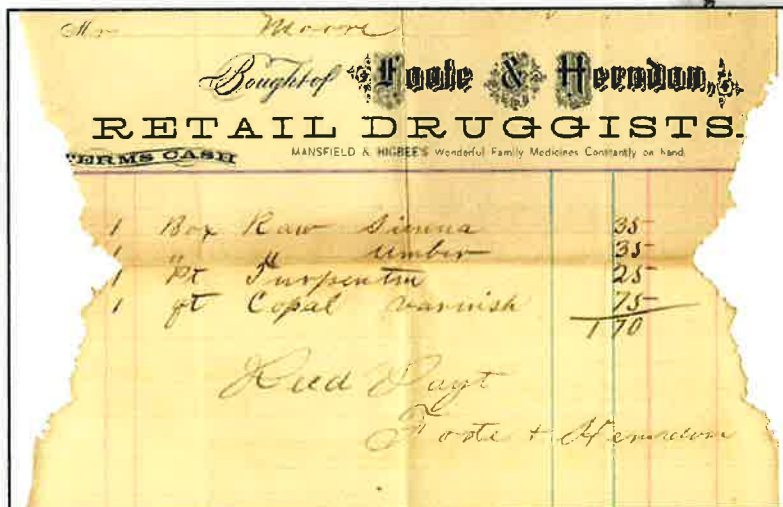 Mr Moore
Bought of Foote & Herndon,
RETAIL DRUGGISTS.
TERMS CASH MANSFIELD & HIGBEE'S Wonderful Family Medicines Constantly on hand.
1 Box Raw Sienna 35
1 " " Umber 35
1 Pt Turpentin 25
1 qt Copal varnish 75
1 70
Recd Payt
Foote + Herndon